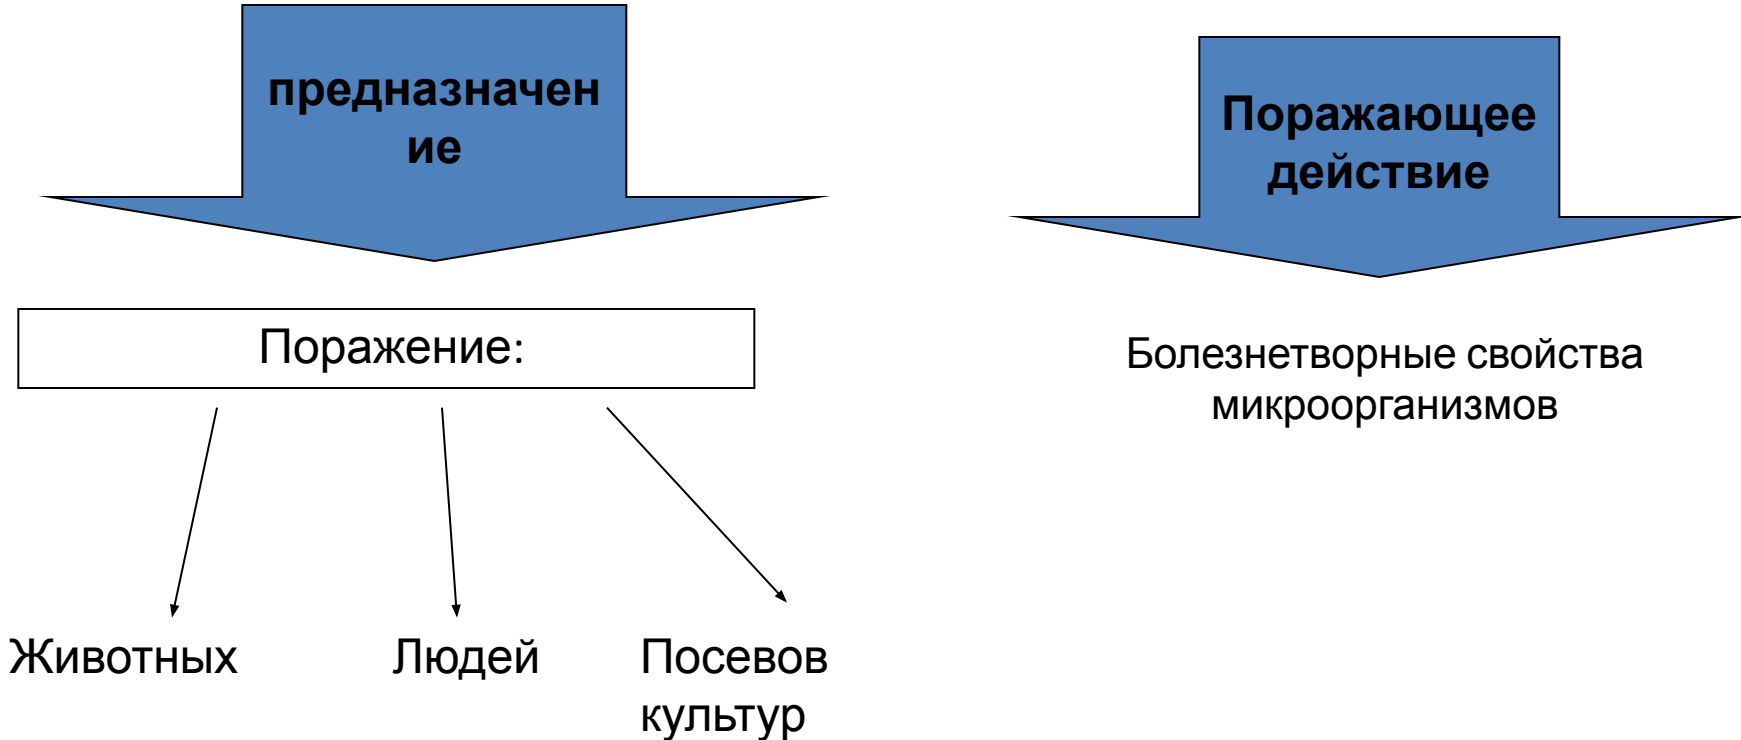 предназначен
ие
Поражающее
действие
Поражение:
Болезнетворные свойства
микроорганизмов
Животных
Людей
Посевов
культур